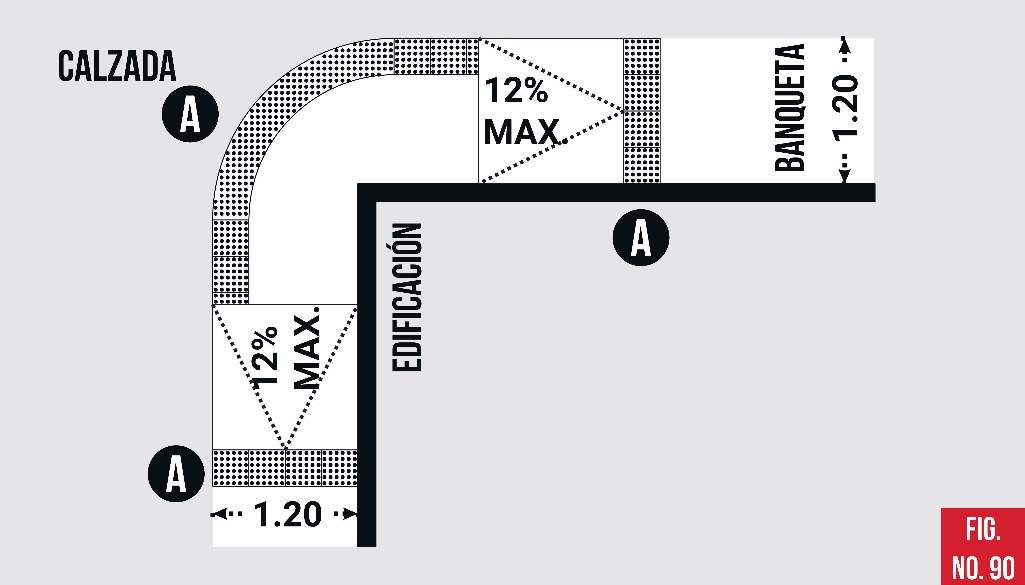 CALZADA
A
12%
MAX.
BANQUETA
1.20
A
EDIFICACIÓN
12%
MAX.
A
1.20
FIG.
NO. 90